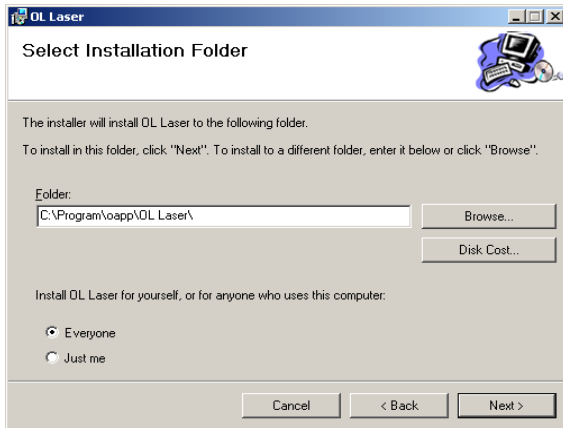 OL Laser
Select Installation Folder
The installer will install OL Laser to the following folder.
To install in this folder, click "Next". To install to a different folder, enter it below or click "Browse".
Folder:
C:\Program\oapp\OL Laser\
Browse...
Disk Cost...
Install OL Laser for yourself, or for anyone who uses this computer:
Everyone
Just me
Cancel
< Back
Next >